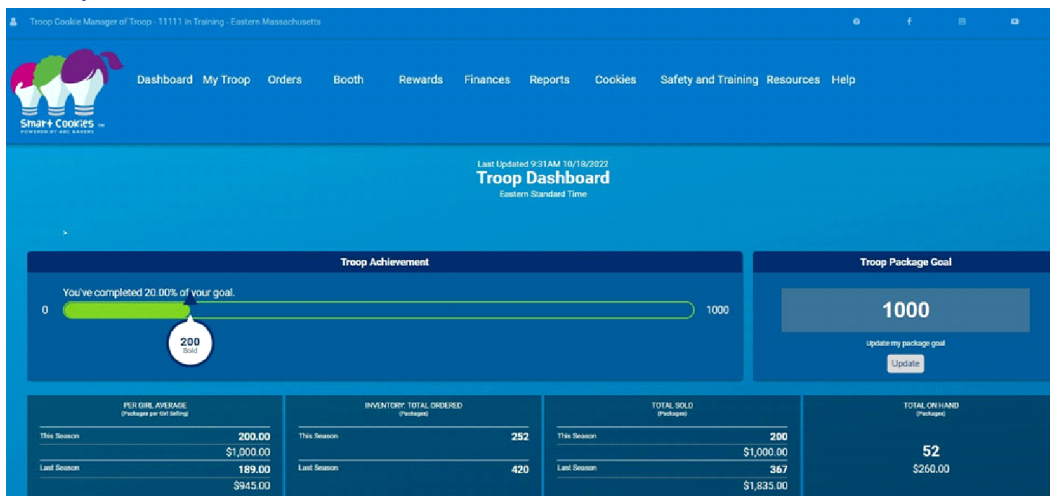 Troop Cookie Manager of Troop - 11111 in Training - Eastern Massachusetts
Dashboard My Troop Orders Booth Rewards Finances Reports Cookies Safety and Training Resources Help
Smart Cookies TM
POWERED BY ABC BAKERS
Last Updated 9:31AM 10/18/2022
Troop Dashboard
Eastern Standard Time
>
Troop Achievement
You've completed 20.00% of your goal.
0
1000
200
Sold
Troop Package Goal
1000
Update my package goal
Update
PER GIRL AVERAGE
(Packages per Girl Selling)
This Season 200.00
$1,000.00
Last Season 189.00
$945.00
INVENTORY: TOTAL ORDERED
(Packages)
This Season 252
Last Season 420
TOTAL SOLD
(Packages)
This Season 200
$1,000.00
Last Season 367
$1,835.00
TOTAL ON HAND
(Packages)
52
$260.00